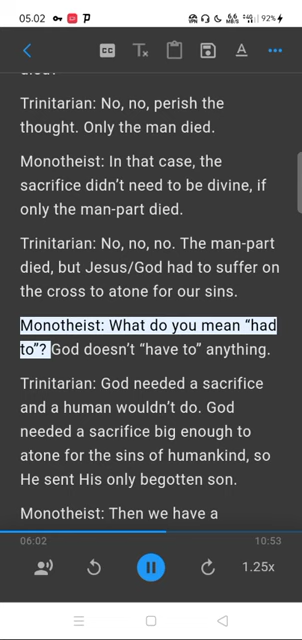 05.02
6,6 MB/S
92%
CC
A
died?
Trinitarian: No, no, perish the
thought. Only the man died.
Monotheist: In that case, the
sacrifice didn’t need to be divine, if
only the man-part died.
Trinitarian: No, no, no. The man-part
died, but Jesus/God had to suffer on
the cross to atone for our sins.
Monotheist: What do you mean “had
to”? God doesn’t “have to” anything.
Trinitarian: God needed a sacrifice
and a human wouldn’t do. God
needed a sacrifice big enough to
atone for the sins of humankind, so
He sent His only begotten son.
Monotheist: Then we have a
06:02
10:53
1.25x